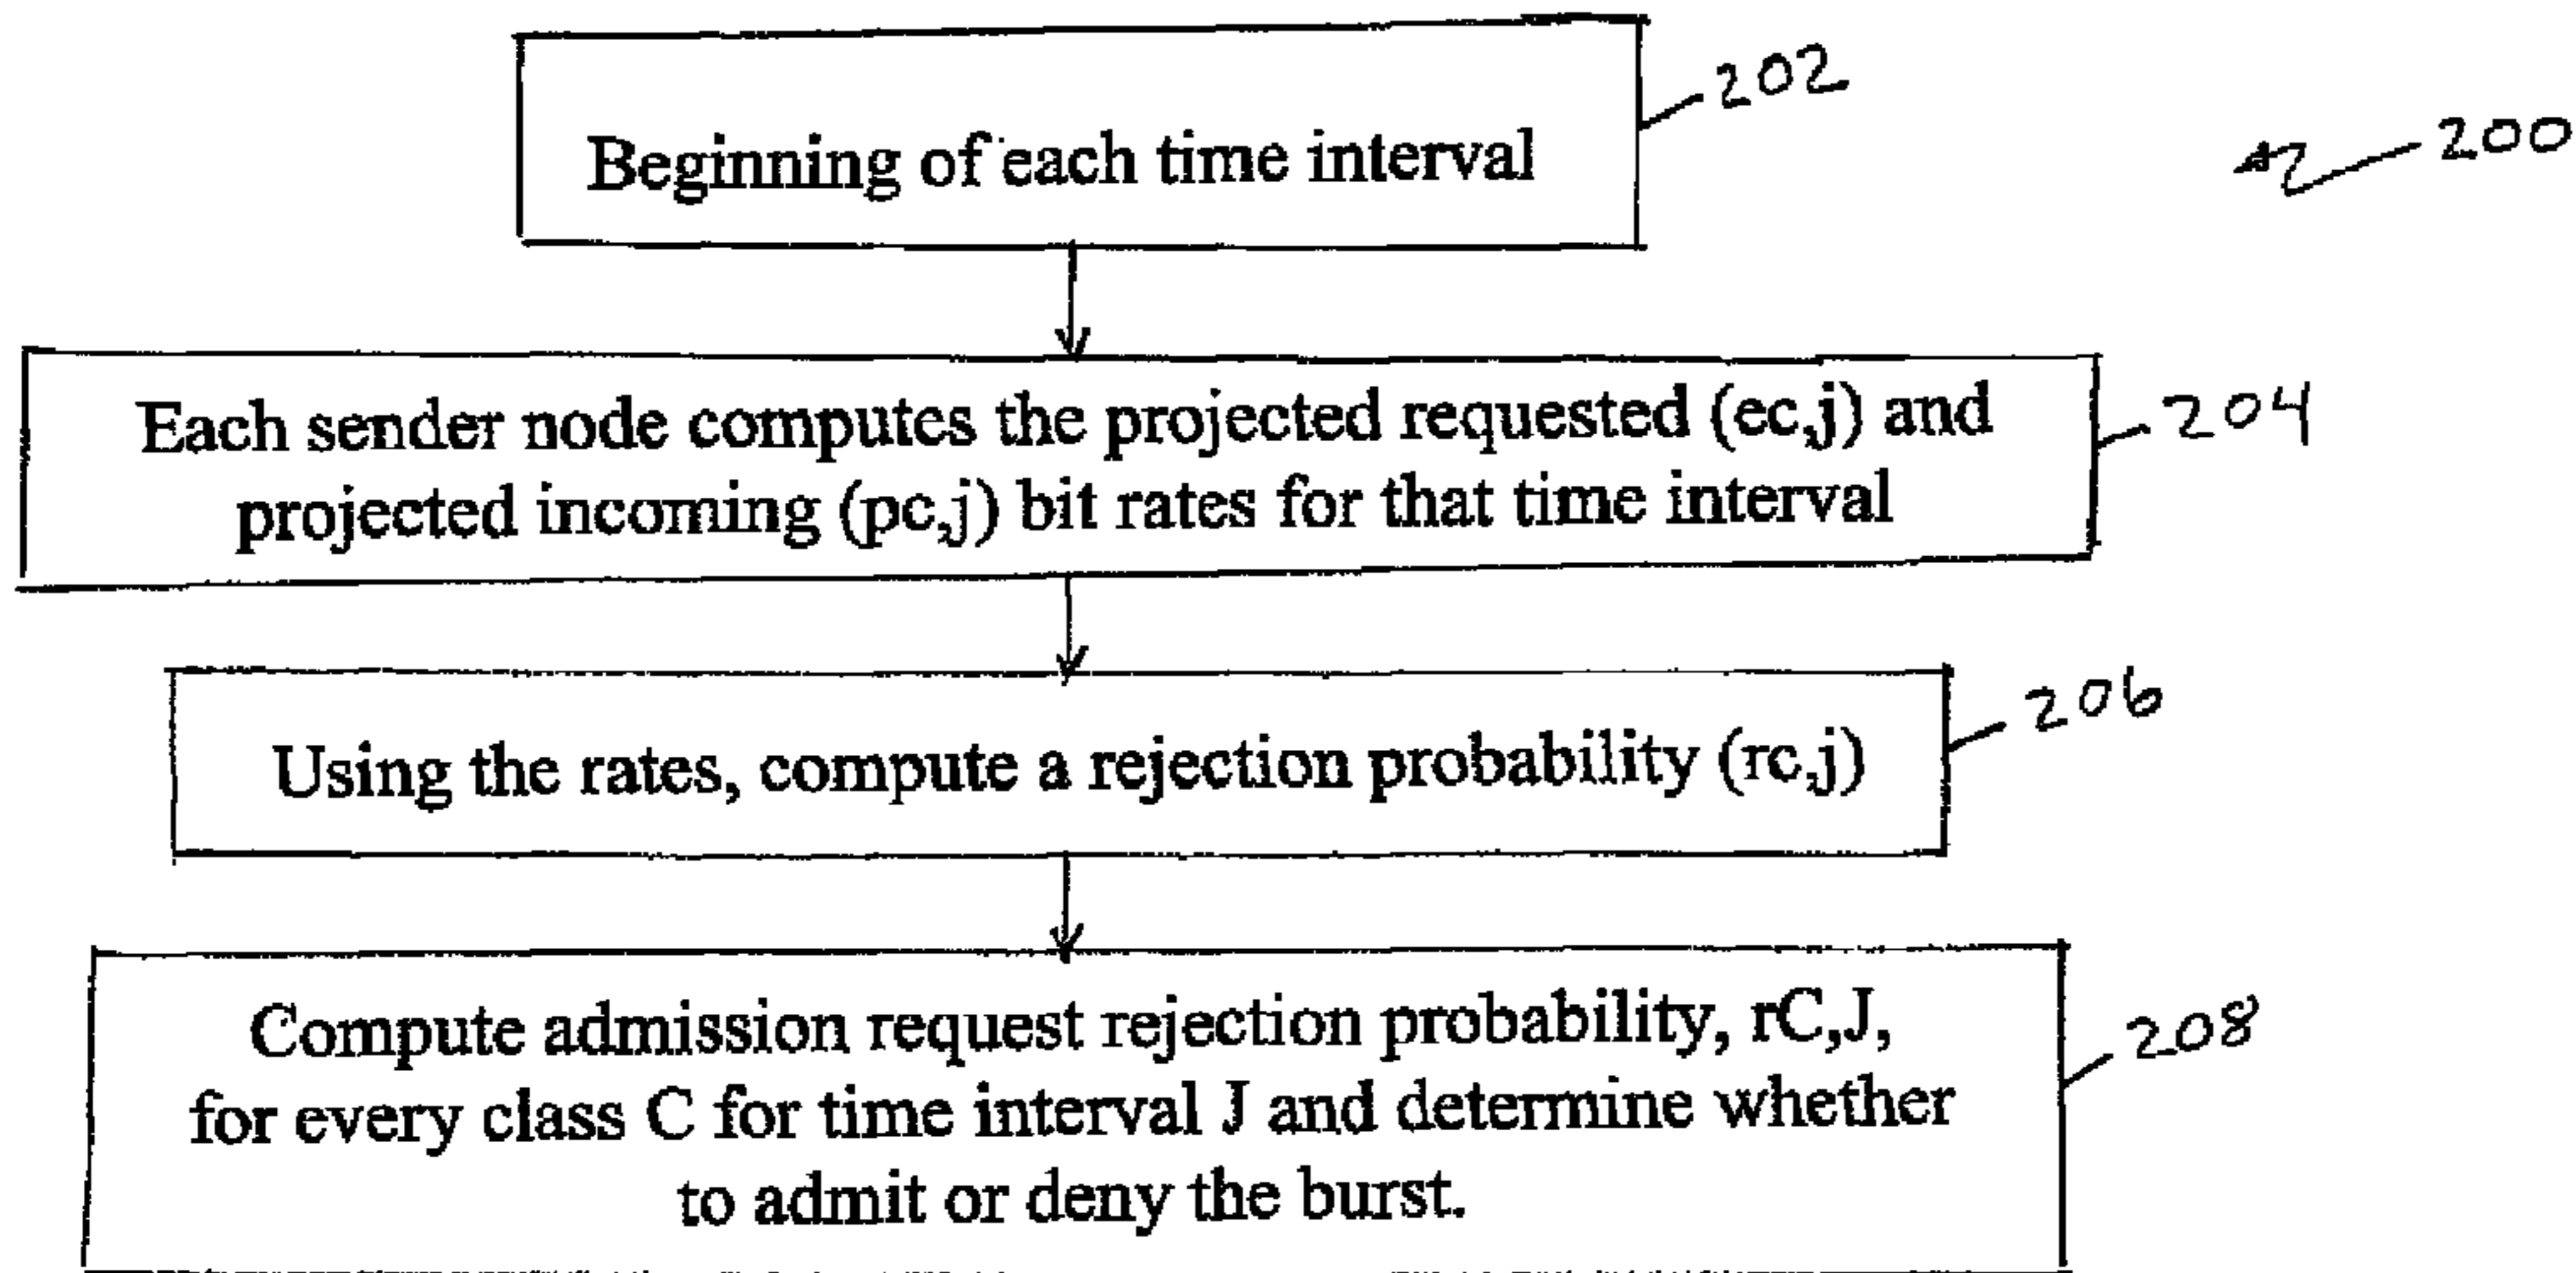 Beginning of each time interval
202
200
Each sender node computes the projected requested (ec,j) and
projected incoming (pc,j) bit rates for that time interval
204
Using the rates, compute a rejection probability (rc,j)
206
Compute admission request rejection probability, rC,J,
for every class C for time interval J and determine whether
to admit or deny the burst.
208